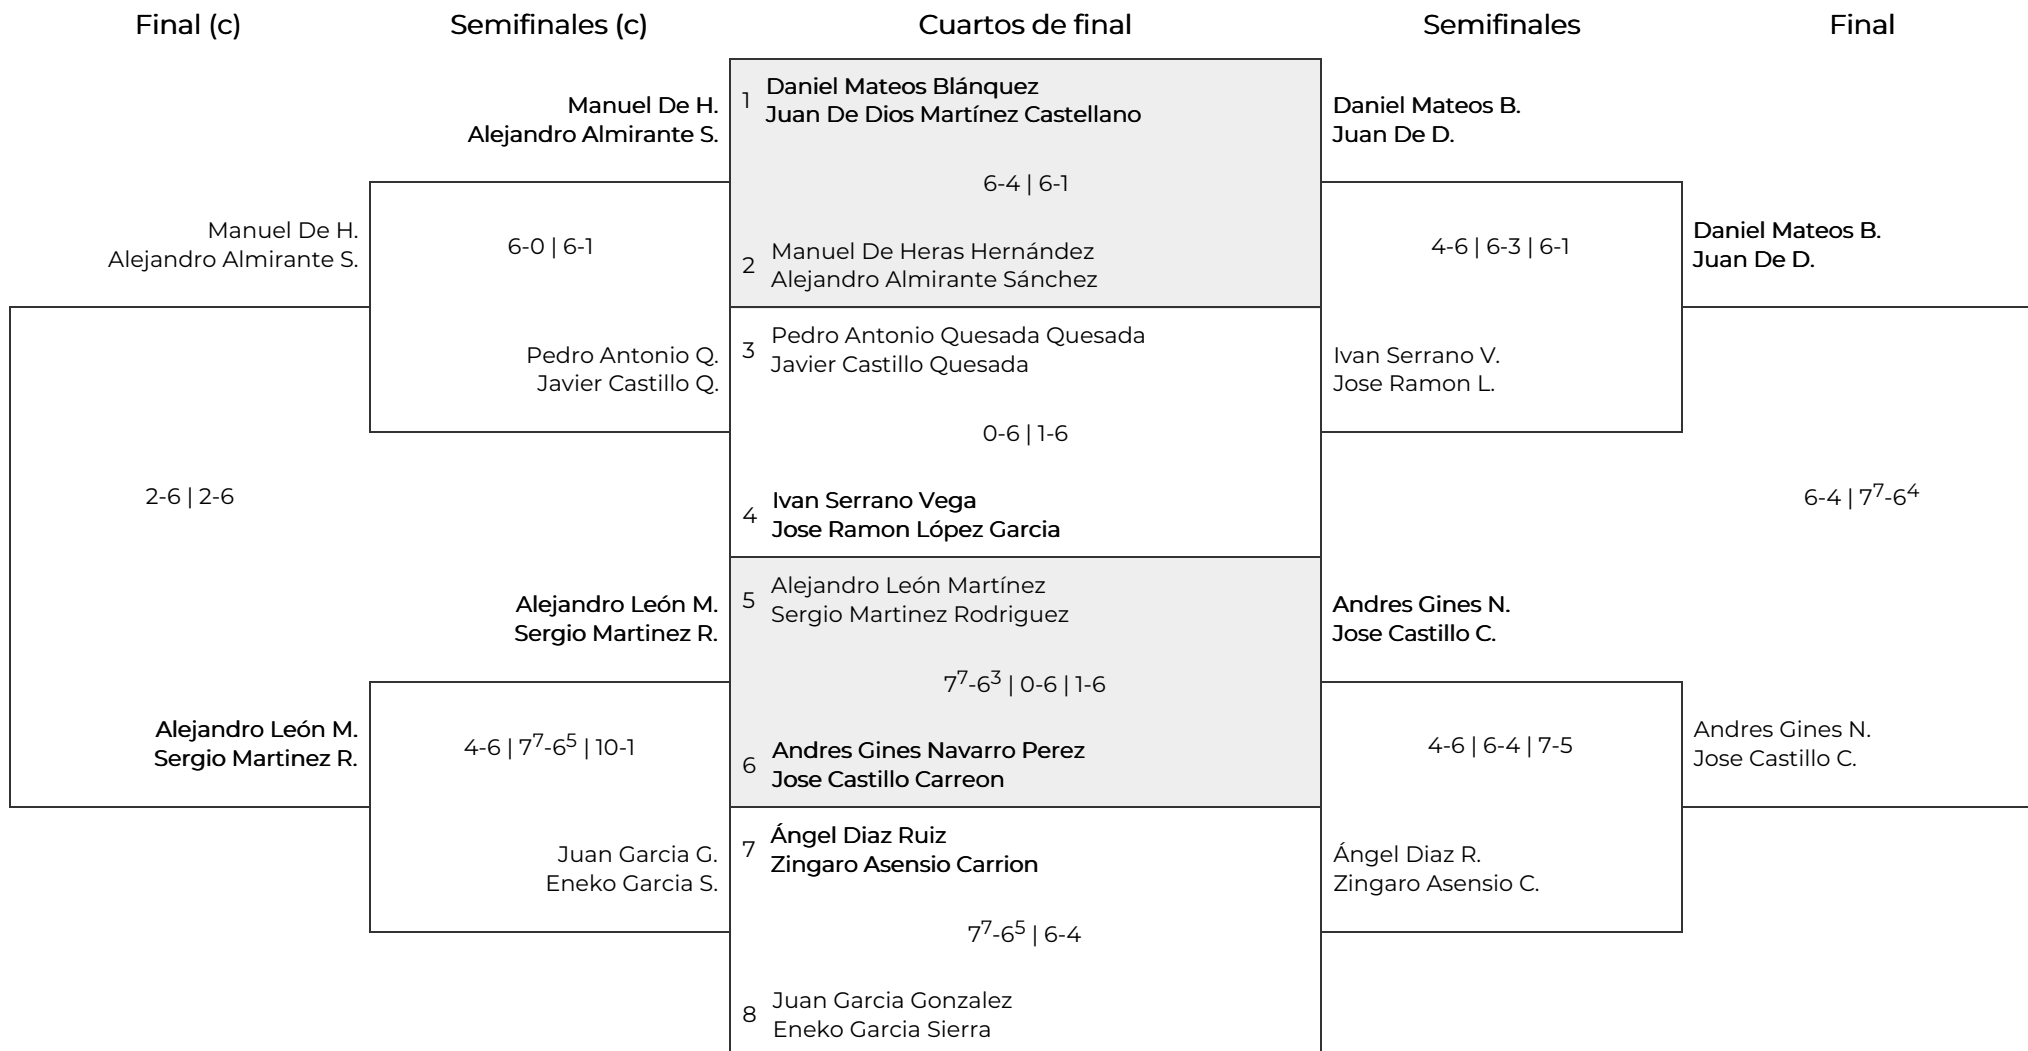 Final (c)
Semifinales (c)
Cuartos de final
Semifinales
Final
Manuel De H.
Alejandro Almirante S.
6-0 | 6-1
Pedro Antonio Q.
Javier Castillo Q.
Manuel De H.
Alejandro Almirante S.
2-6 | 2-6
Alejandro León M.
Sergio Martinez R.
Alejandro León M.
Sergio Martinez R.
4-6 | 7⁷-6⁵ | 10-1
Juan Garcia G.
Eneko Garcia S.
1 Daniel Mateos Blánquez
Juan De Dios Martínez Castellano
6-4 | 6-1
2 Manuel De Heras Hernández
Alejandro Almirante Sánchez
3 Pedro Antonio Quesada Quesada
Javier Castillo Quesada
0-6 | 1-6
4 Ivan Serrano Vega
Jose Ramon López Garcia
5 Alejandro León Martínez
Sergio Martinez Rodriguez
7⁷-6³ | 0-6 | 1-6
6 Andres Gines Navarro Perez
Jose Castillo Carreon
7 Ángel Diaz Ruiz
Zingaro Asensio Carrion
7⁷-6⁵ | 6-4
8 Juan Garcia Gonzalez
Eneko Garcia Sierra
Daniel Mateos B.
Juan De D.
4-6 | 6-3 | 6-1
Ivan Serrano V.
Jose Ramon L.
Andres Gines N.
Jose Castillo C.
4-6 | 6-4 | 7-5
Ángel Diaz R.
Zingaro Asensio C.
Daniel Mateos B.
Juan De D.
6-4 | 7⁷-6⁴
Andres Gines N.
Jose Castillo C.